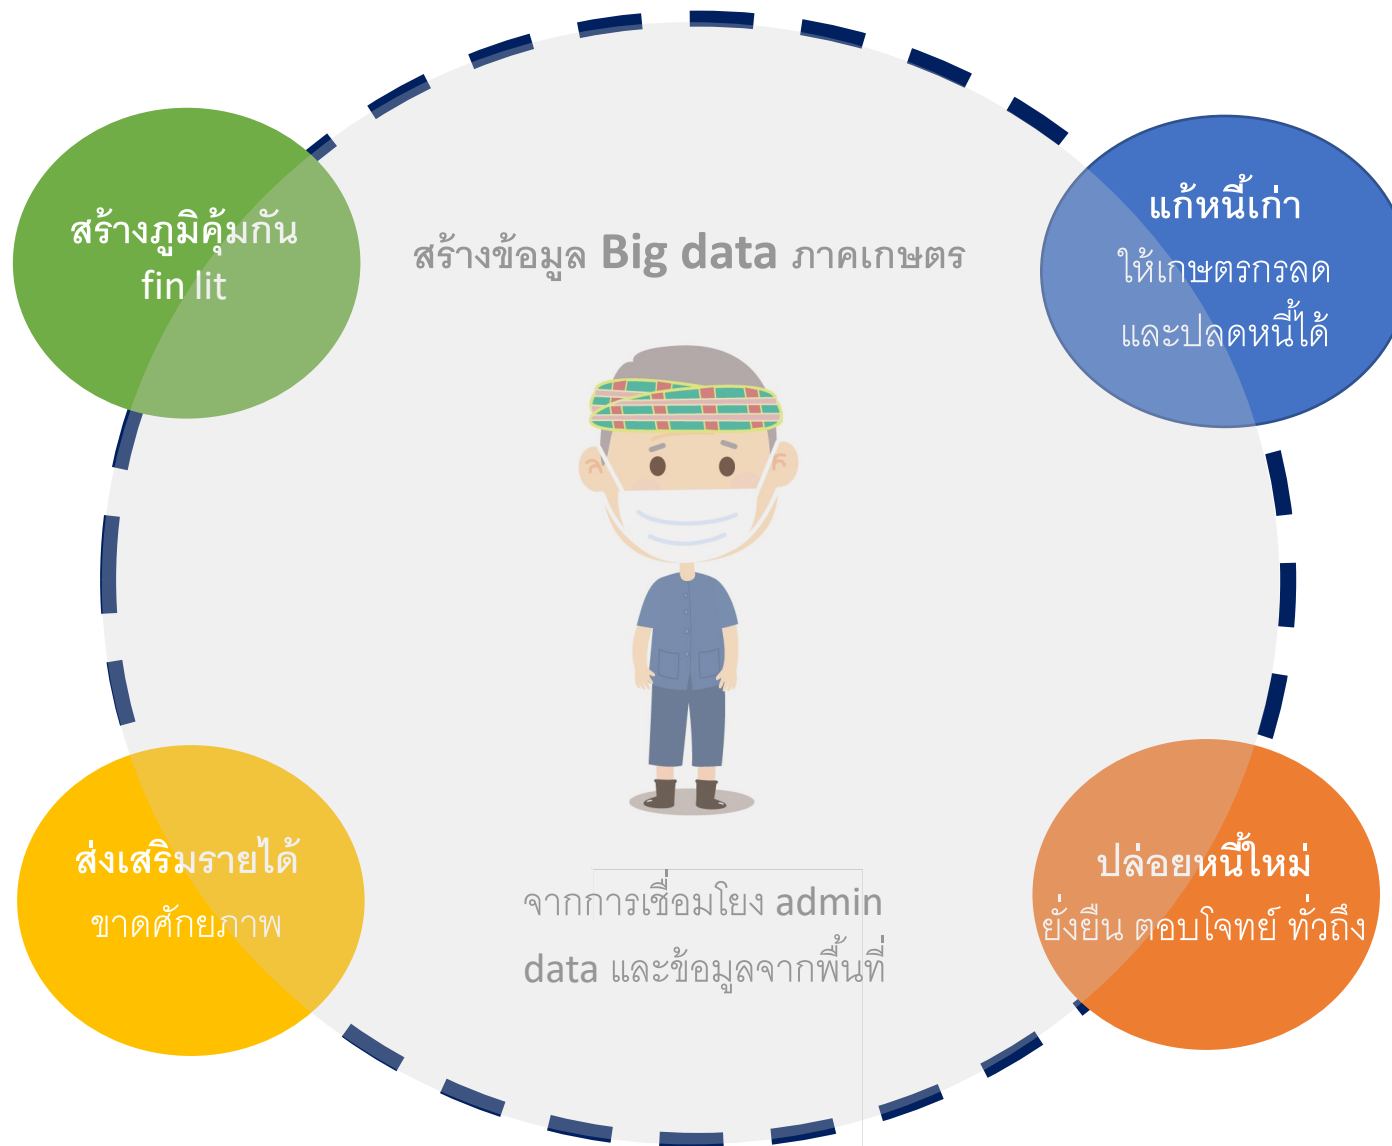 สร้างภูมิคุ้มกัน
fin lit
สร้างข้อมูล Big data ภาคเกษตร
แก้หนี้เก่า
ให้เกษตรกรลด
และปลดหนี้ได้
ส่งเสริมรายได้
ขาดศักยภาพ
จากการเชื่อมโยง admin
data และข้อมูลจากพื้นที่
ปล่อยหนี้ใหม่
ยั่งยืน ตอบโจทย์ ทั่วถึง